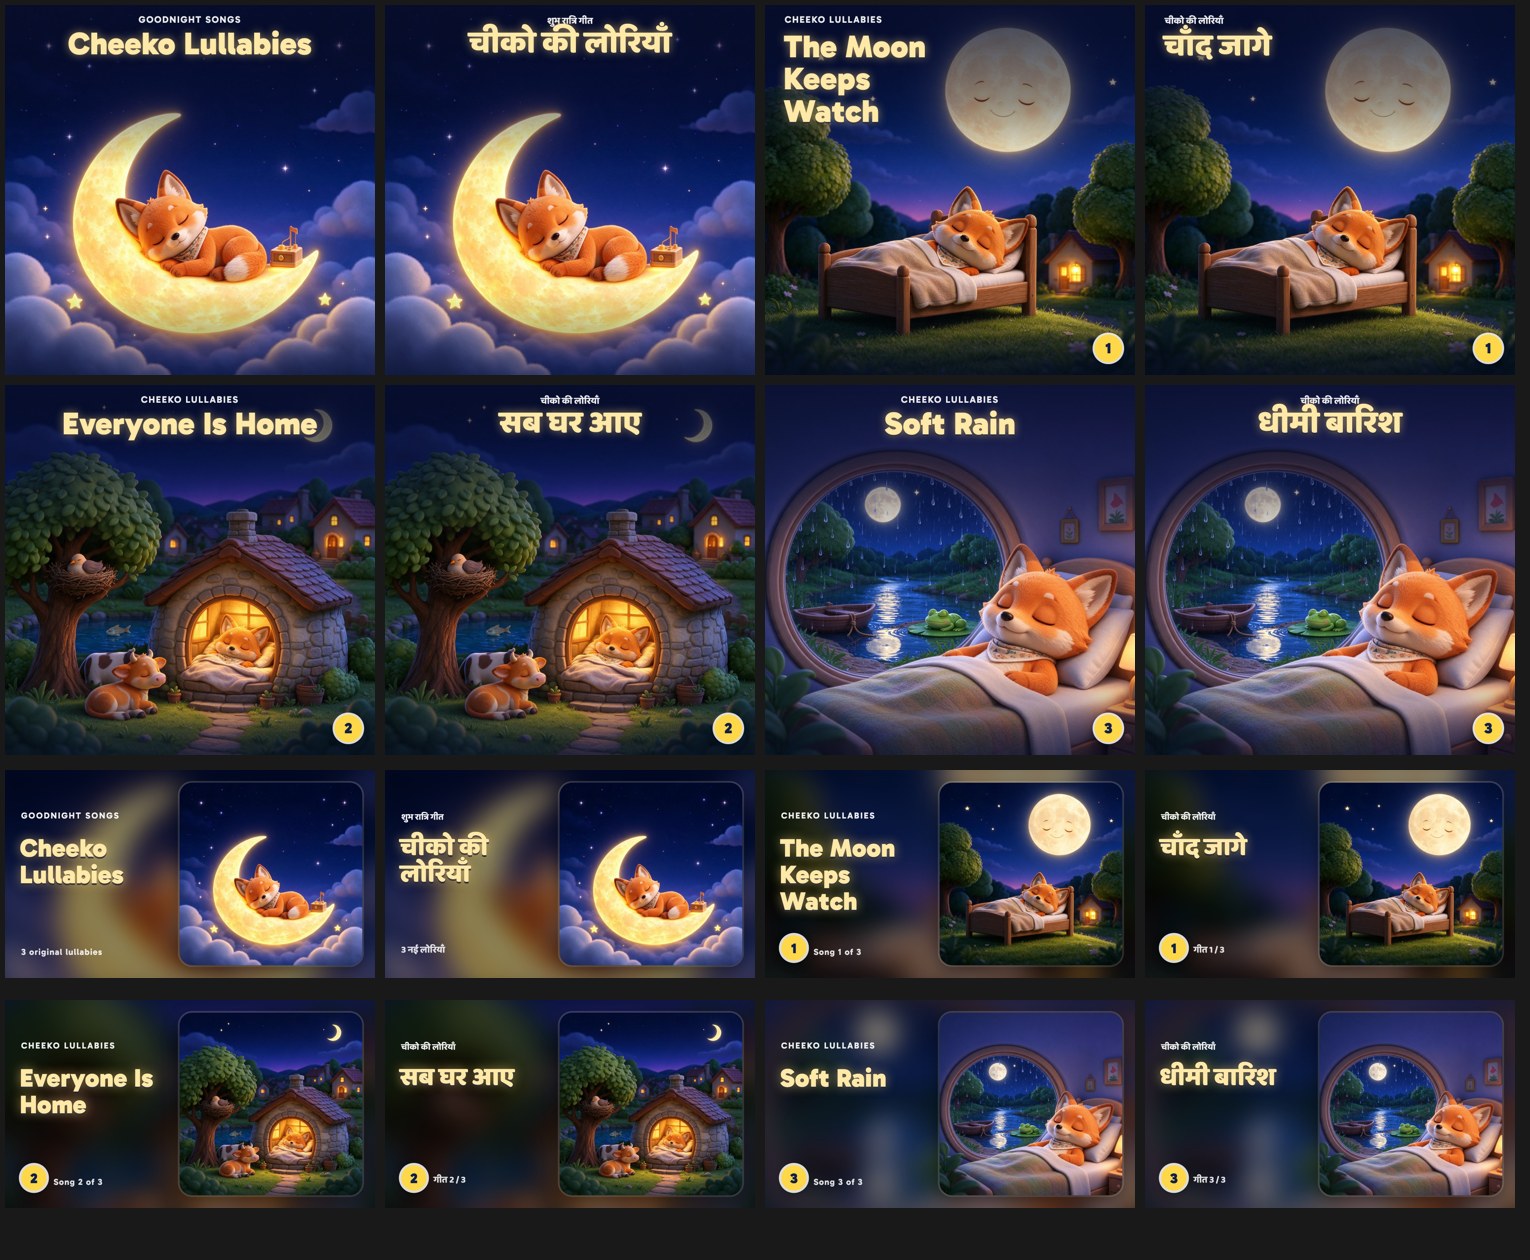 GOODNIGHT SONGS
Cheeko Lullabies
शुभ रात्रि गीत
चीको की लोरियाँ
CHEEKO LULLABIES
The Moon
Keeps
Watch
1
चीको की लोरियाँ
चाँद जागे
1
CHEEKO LULLABIES
Everyone Is Home
2
चीको की लोरियाँ
सब घर आए
2
CHEEKO LULLABIES
Soft Rain
3
चीको की लोरियाँ
धीमी बारिश
3
GOODNIGHT SONGS
Cheeko
Lullabies
3 original lullabies
शुभ रात्रि गीत
चीको की
लोरियाँ
3 नई लोरियाँ
CHEEKO LULLABIES
The Moon
Keeps
Watch
1 Song 1 of 3
चीको की लोरियाँ
चाँद जागे
1 गीत 1 / 3
CHEEKO LULLABIES
Everyone Is
Home
2 Song 2 of 3
चीको की लोरियाँ
सब घर आए
2 गीत 2 / 3
CHEEKO LULLABIES
Soft Rain
3 Song 3 of 3
चीको की लोरियाँ
धीमी बारिश
3 गीत 3 / 3